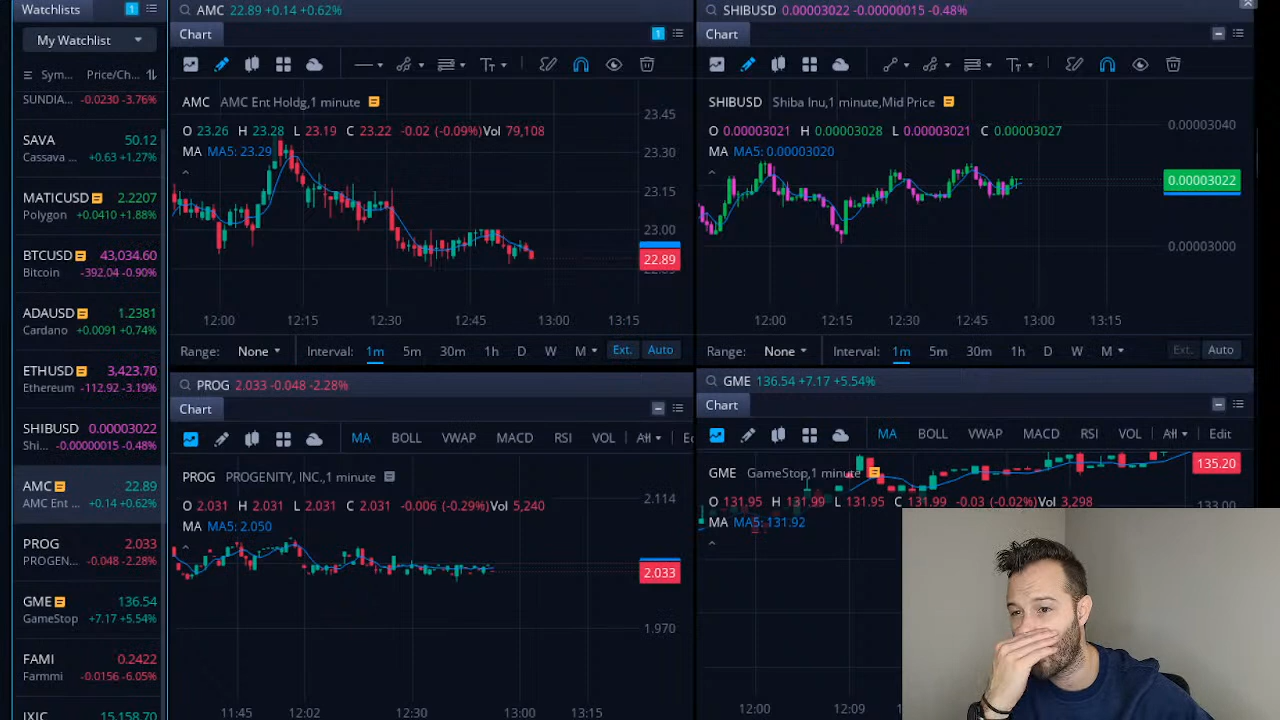 Watchlists
1
My Watchlist
Sym... Price/Ch...
SUNDIA... -0.0230 -3.76%
SAVA 50.12
Cassava ... +0.63 +1.27%
MATICUSD 2.2207
Polygon +0.0410 +1.88%
BTCUSD 43,034.60
Bitcoin -392.04 -0.90%
ADAUSD 1.2381
Cardano +0.0091 +0.74%
ETHUSD 3,423.70
Ethereum -112.92 -3.19%
SHIBUSD 0.00003022
Shi... -0.00000015 -0.48%
AMC 22.89
AMC Ent ... +0.14 +0.62%
PROG 2.033
PROGEN... -0.048 -2.28%
GME 136.54
GameStop +7.17 +5.54%
FAMI 0.2422
Farmmi -0.0156 -6.05%
IXIC 15,158.70
AMC 22.89 +0.14 +0.62%
Chart
1
AMC AMC Ent Holdg,1 minute
O 23.26 H 23.28 L 23.19 C 23.22 -0.02 (-0.09%) Vol 79,108
MA MA5: 23.29
23.45
23.30
23.15
23.00
22.89
12:00 12:15 12:30 12:45 13:00 13:15
Range: None Interval: 1m 5m 30m 1h D W M Ext. Auto
SHIBUSD 0.00003022 -0.00000015 -0.48%
Chart
SHIBUSD Shiba Inu,1 minute,Mid Price
O 0.00003021 H 0.00003028 L 0.00003021 C 0.00003027
MA MA5: 0.00003020
0.00003040
0.00003022
0.00003000
12:00 12:15 12:30 12:45 13:00 13:15
Range: None Interval: 1m 5m 30m 1h D W M Ext. Auto
PROG 2.033 -0.048 -2.28%
Chart
MA BOLL VWAP MACD RSI VOL All
PROG PROGENITY, INC.,1 minute
O 2.031 H 2.031 L 2.031 C 2.031 -0.006 (-0.29%) Vol 5,240
MA MA5: 2.050
2.114
2.033
1.970
11:45 12:02 12:30 13:00 13:15
GME 136.54 +7.17 +5.54%
Chart
MA BOLL VWAP MACD RSI VOL All Edit
GME GameStop,1 minute
O 131.95 H 131.99 L 131.95 C 131.99 -0.03 (-0.02%) Vol 3,298
MA MA5: 131.92
135.20
133.00
12:00 12:09